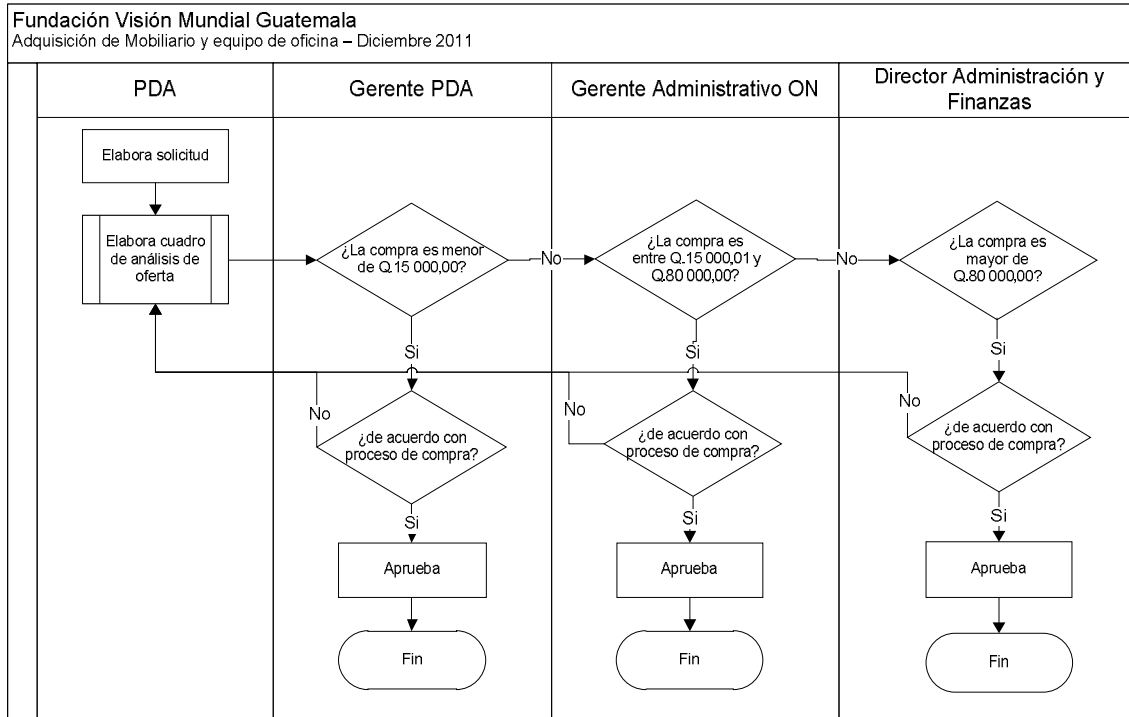 Fundación Visión Mundial Guatemala
Adquisición de Mobiliario y equipo de oficina – Diciembre 2011
PDA
Gerente PDA
Gerente Administrativo ON
Director Administración y
Finanzas
Elabora solicitud
Elabora cuadro
de análisis de
oferta
¿La compra es menor
de Q.15 000,00?
No
¿La compra es
entre Q.15 000,01 y
Q.80 000,00?
No
¿La compra es
mayor de
Q.80 000,00?
Si
Si
Si
No
¿de acuerdo con
proceso de compra?
No
¿de acuerdo con
proceso de compra?
No
¿de acuerdo con
proceso de compra?
Si
Si
Si
Aprueba
Aprueba
Aprueba
Fin
Fin
Fin